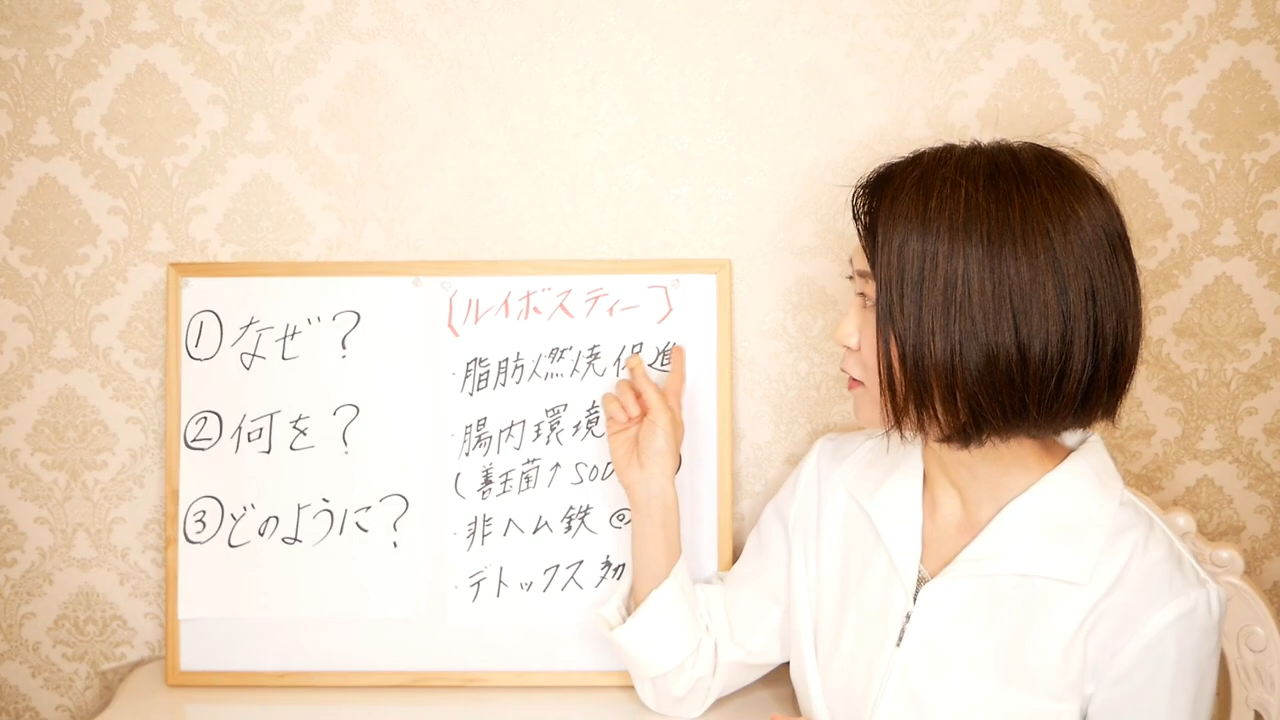 ①なぜ?
②何を?
③どのように?
[ルイボスティー]
・脂肪燃焼促進
・腸内環境
(善玉菌↑SOD
・非ヘム鉄◎
・デトックス効